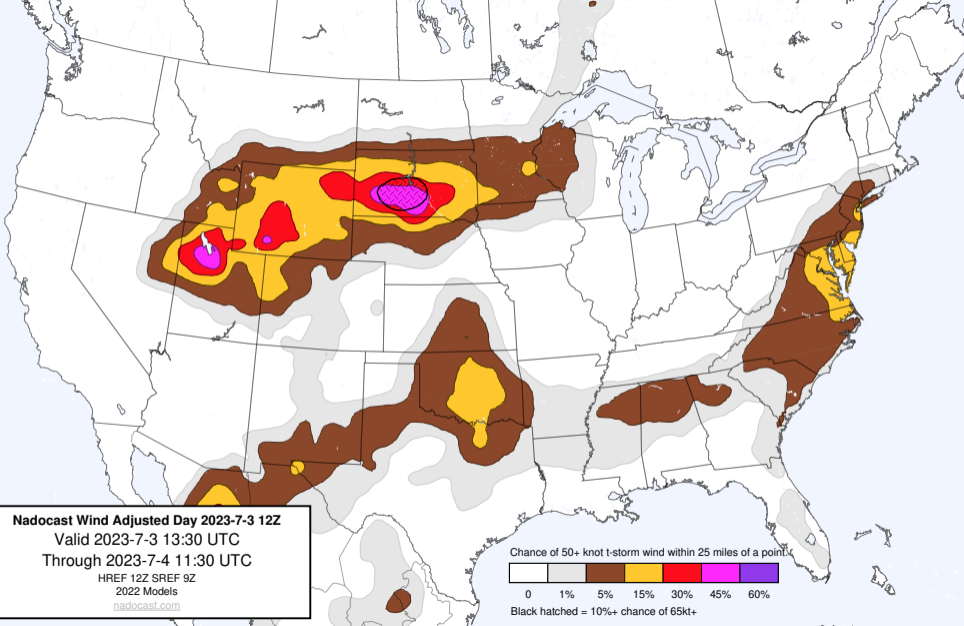 Nadocast Wind Adjusted Day 2023-7-3 12Z
Valid 2023-7-3 13:30 UTC
Through 2023-7-4 11:30 UTC
HREF 12Z SREF 9Z
2022 Models
nadocast.com
Chance of 50+ knot t-storm wind within 25 miles of a point.
0 1% 5% 15% 30% 45% 60%
Black hatched = 10%+ chance of 65kt+